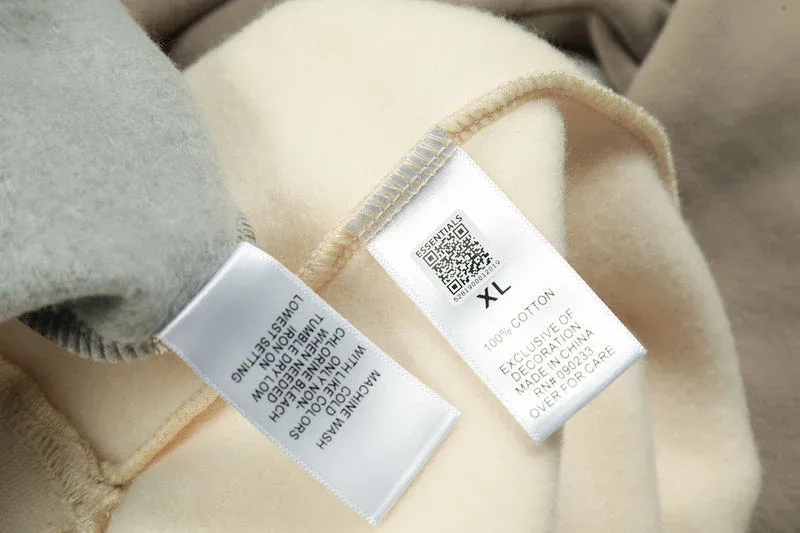 ESSENTIALS
5281900012019
XL
100% COTTON
EXCLUSIVE OF
DECORATION
MADE IN CHINA
RN# 090233
OVER FOR CARE
MACHINE WASH
COLD
WITH LIKE COLORS
ONLY NON-
CHLORINE BLEACH
WHEN NEEDED
TUMBLE DRY LOW
IRON ON
LOWEST SETTING